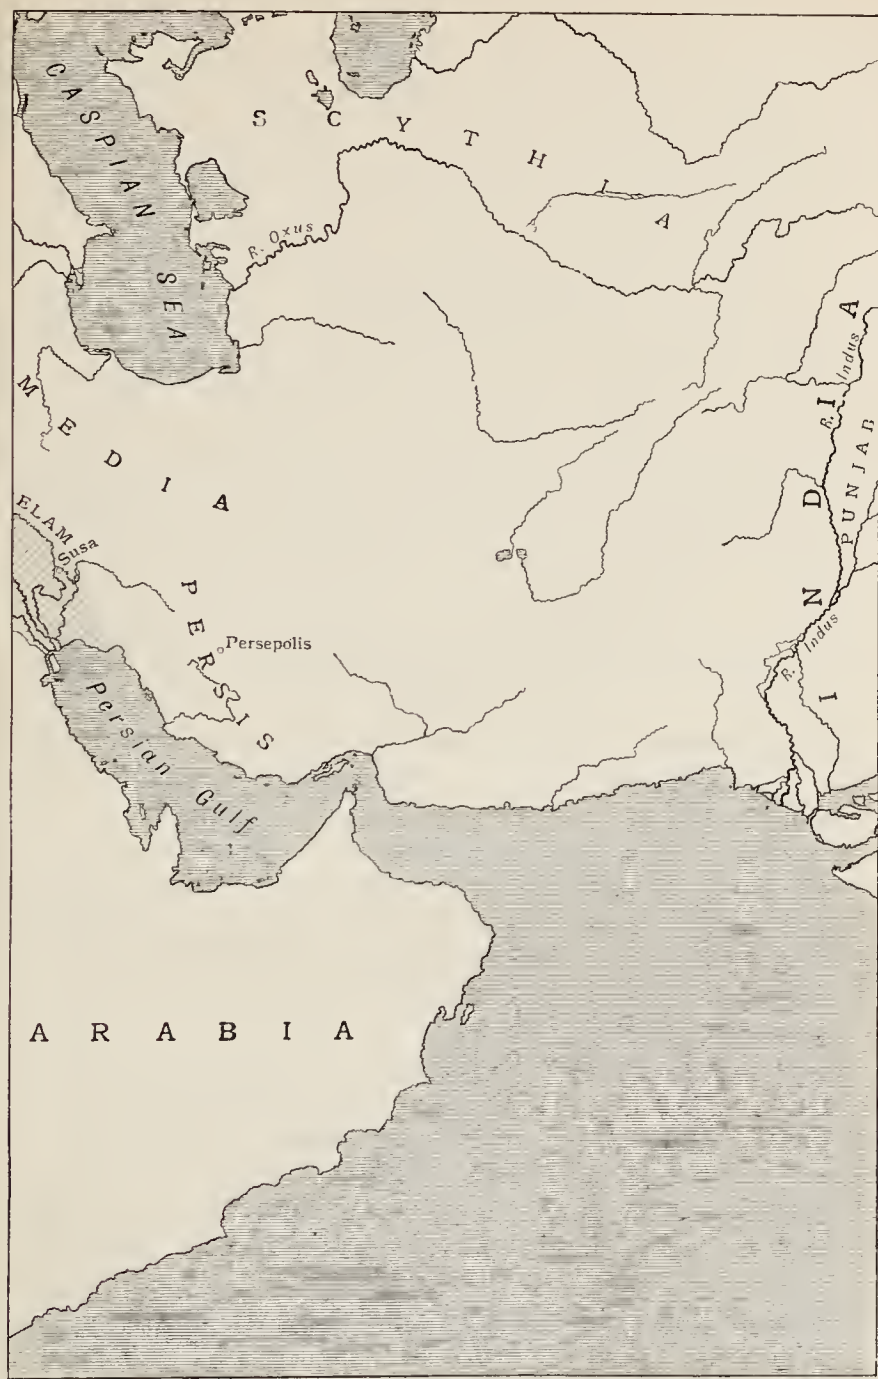 CASPIAN SEA
SCYTHIA
R. Oxus
MEDIA
ELAM
Susa
PERSIS
Persepolis
Persian Gulf
INDIA
R. Indus
PUNJAB
R. Indus
ARABIA